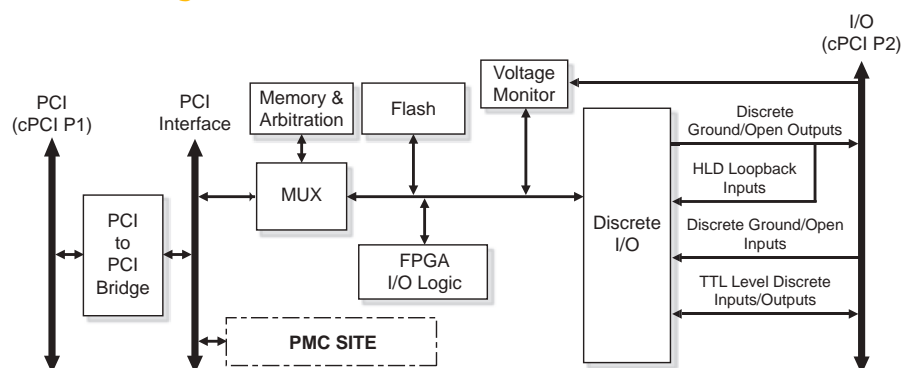 I/O
(cPCI P2)
PCI
(cPCI P1)
PCI
Interface
Memory &
Arbitration
Flash
Voltage
Monitor
Discrete
Ground/Open Outputs
HLD Loopback
Inputs
MUX
PCI
to
PCI
Bridge
FPGA
I/O Logic
Discrete
I/O
Discrete Ground/Open
Inputs
TTL Level Discrete
Inputs/Outputs
PMC SITE